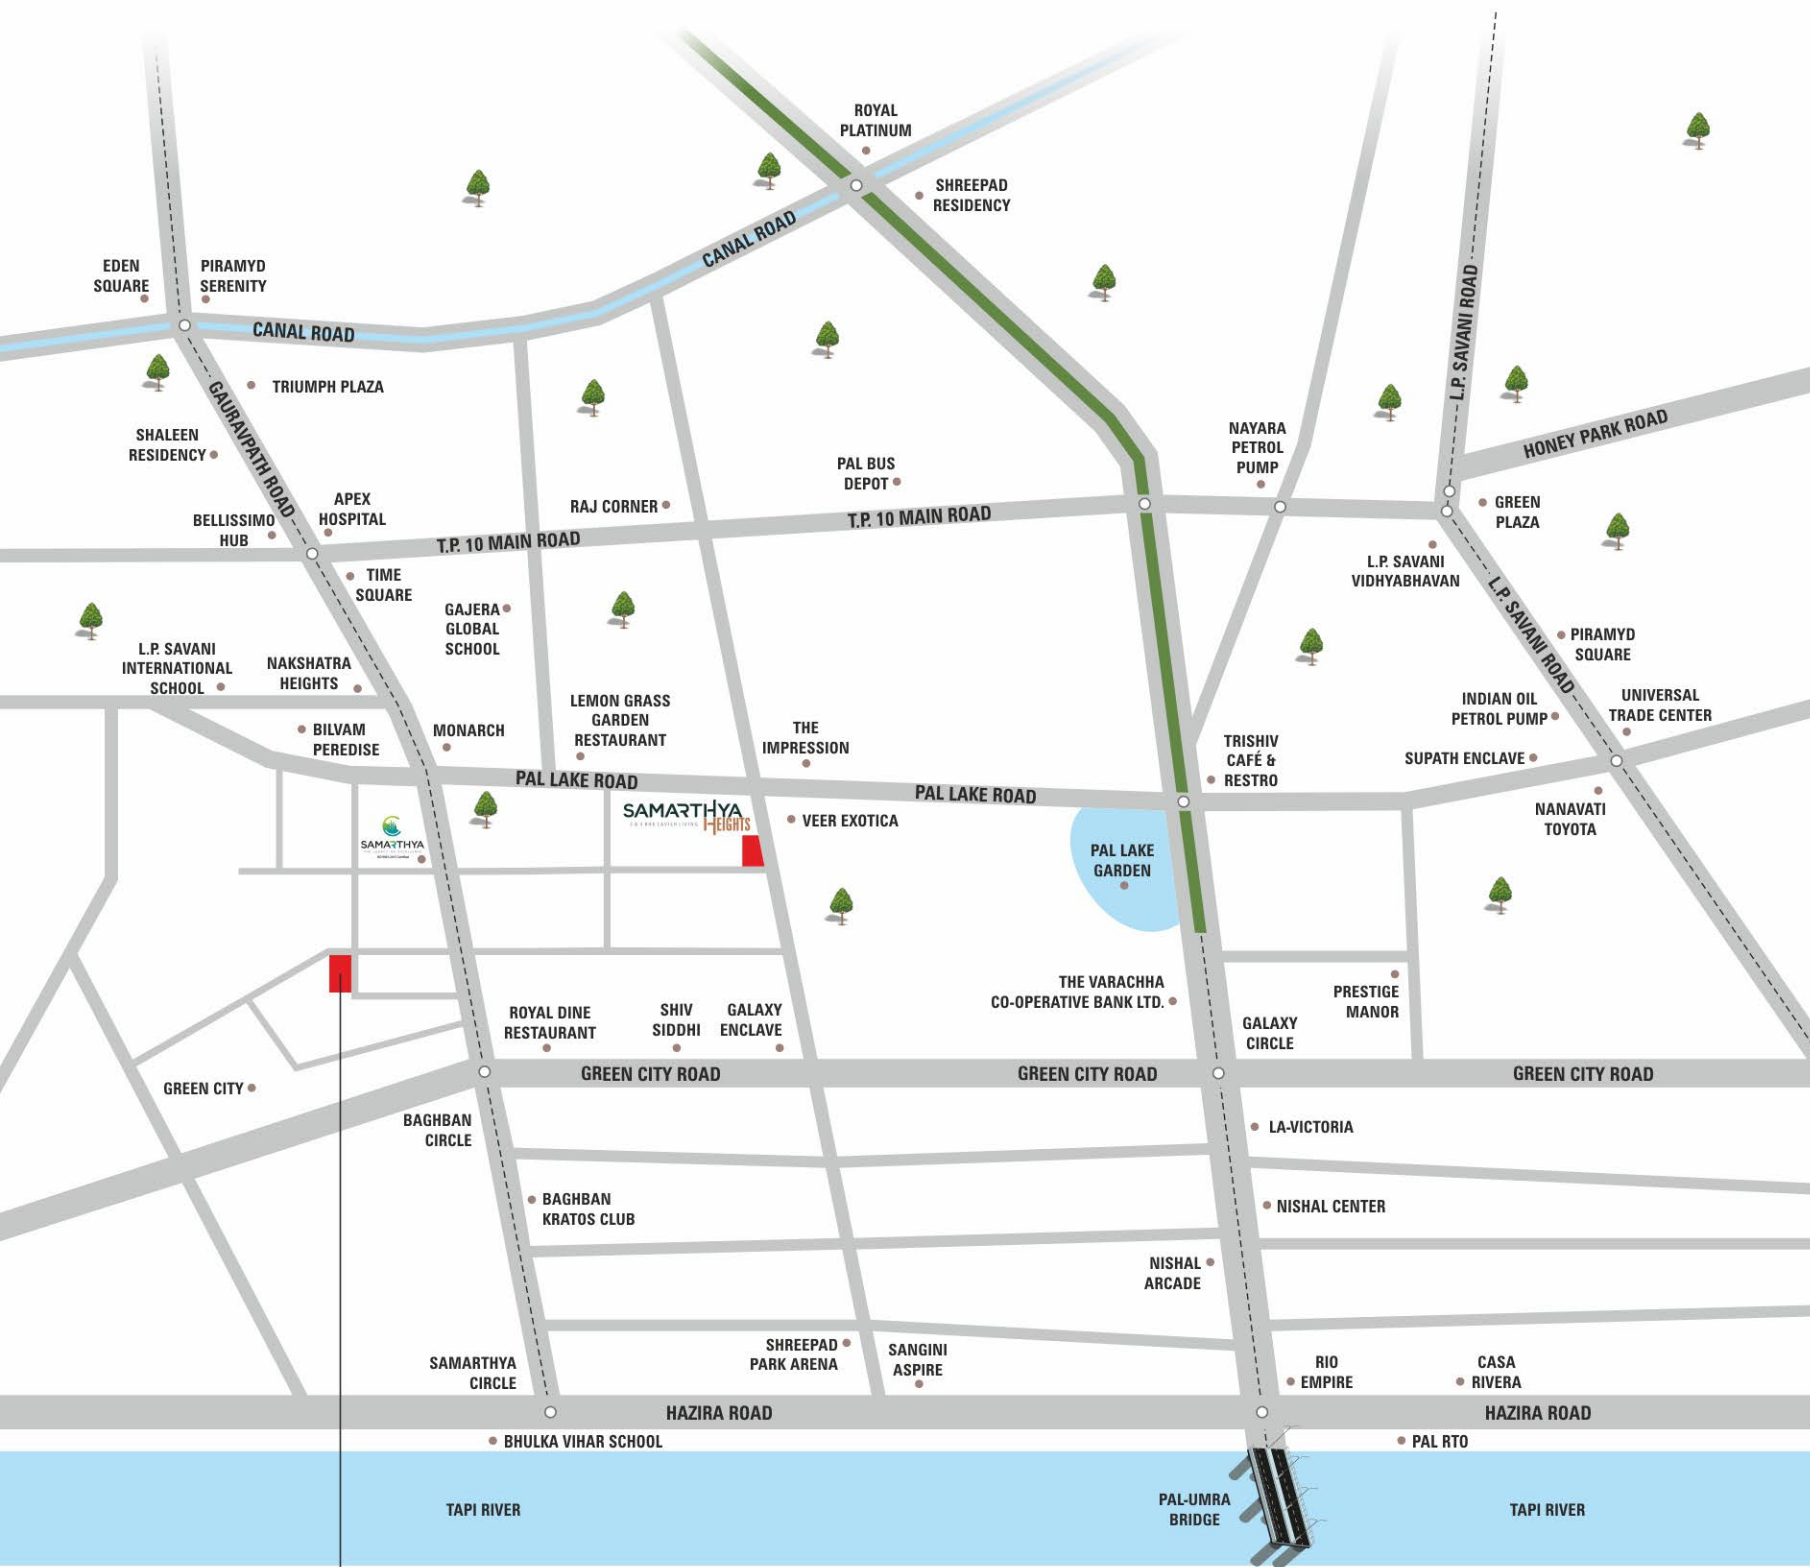 ROYAL
PLATINUM
SHREEPAD
RESIDENCY
CANAL ROAD
EDEN
SQUARE
PIRAMYD
SERENITY
CANAL ROAD
L.P. SAVANI ROAD
TRIUMPH PLAZA
GAURAVPATH ROAD
SHALEEN
RESIDENCY
HONEY PARK ROAD
NAYARA
PETROL
PUMP
PAL BUS
DEPOT
APEX
HOSPITAL
RAJ CORNER
BELLISSIMO
HUB
GREEN
PLAZA
T.P. 10 MAIN ROAD
T.P. 10 MAIN ROAD
L.P. SAVANI
VIDHYABHAVAN
TIME
SQUARE
GAJERA
GLOBAL
SCHOOL
L.P. SAVANI ROAD
PIRAMYD
SQUARE
L.P. SAVANI
INTERNATIONAL
SCHOOL
NAKSHATRA
HEIGHTS
LEMON GRASS
GARDEN
RESTAURANT
INDIAN OIL
PETROL PUMP
UNIVERSAL
TRADE CENTER
BILVAM
PEREDISE
MONARCH
THE
IMPRESSION
TRISHIV
CAFÉ &
RESTRO
SUPATH ENCLAVE
PAL LAKE ROAD
PAL LAKE ROAD
NANAVATI
TOYOTA
SAMARTHYA
HEIGHTS
VEER EXOTICA
SAMARTHYA
PAL LAKE
GARDEN
THE VARACHHA
CO-OPERATIVE BANK LTD.
PRESTIGE
MANOR
ROYAL DINE
RESTAURANT
SHIV
SIDDHI
GALAXY
ENCLAVE
GALAXY
CIRCLE
GREEN CITY ROAD
GREEN CITY ROAD
GREEN CITY ROAD
GREEN CITY
BAGHBAN
CIRCLE
LA-VICTORIA
BAGHBAN
KRATOS CLUB
NISHAL CENTER
NISHAL
ARCADE
SHREEPAD
PARK ARENA
SANGINI
ASPIRE
SAMARTHYA
CIRCLE
RIO
EMPIRE
CASA
RIVERA
HAZIRA ROAD
HAZIRA ROAD
BHULKA VIHAR SCHOOL
PAL RTO
TAPI RIVER
PAL-UMRA
BRIDGE
TAPI RIVER